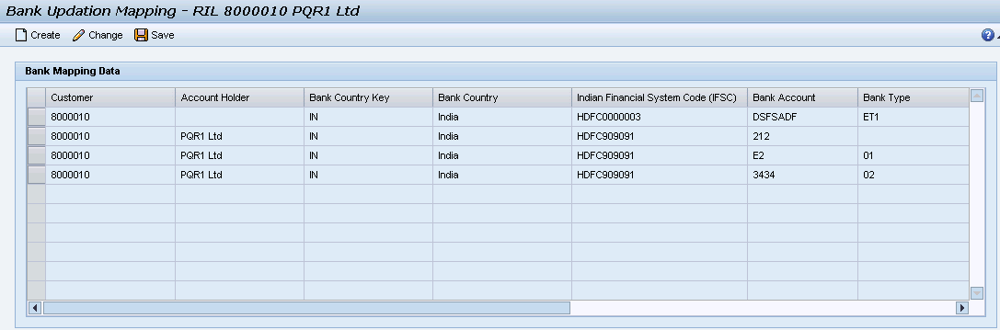 Bank Updation Mapping - RIL 8000010 PQR1 Ltd
Create Change Save
Bank Mapping Data
Customer Account Holder Bank Country Key Bank Country Indian Financial System Code (IFSC) Bank Account Bank Type
8000010 IN India HDFC0000003 DSFSADF ET1
8000010 PQR1 Ltd IN India HDFC909091 212
8000010 PQR1 Ltd IN India HDFC909091 E2 01
8000010 PQR1 Ltd IN India HDFC909091 3434 02